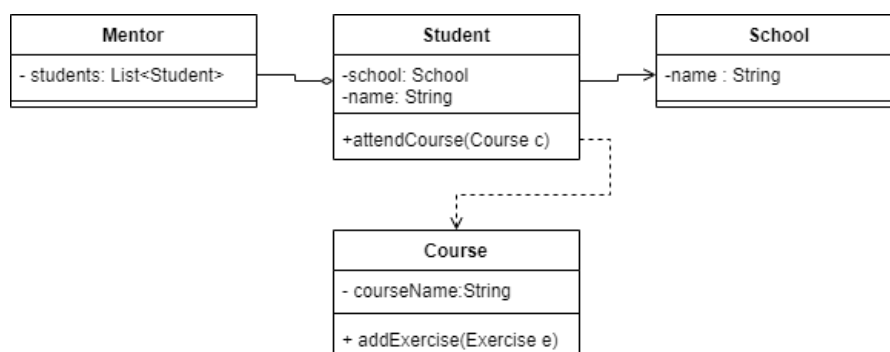 Mentor
- students: List<Student>
Student
-school: School
-name: String
+attendCourse(Course c)
School
-name : String
Course
- courseName:String
+ addExercise(Exercise e)